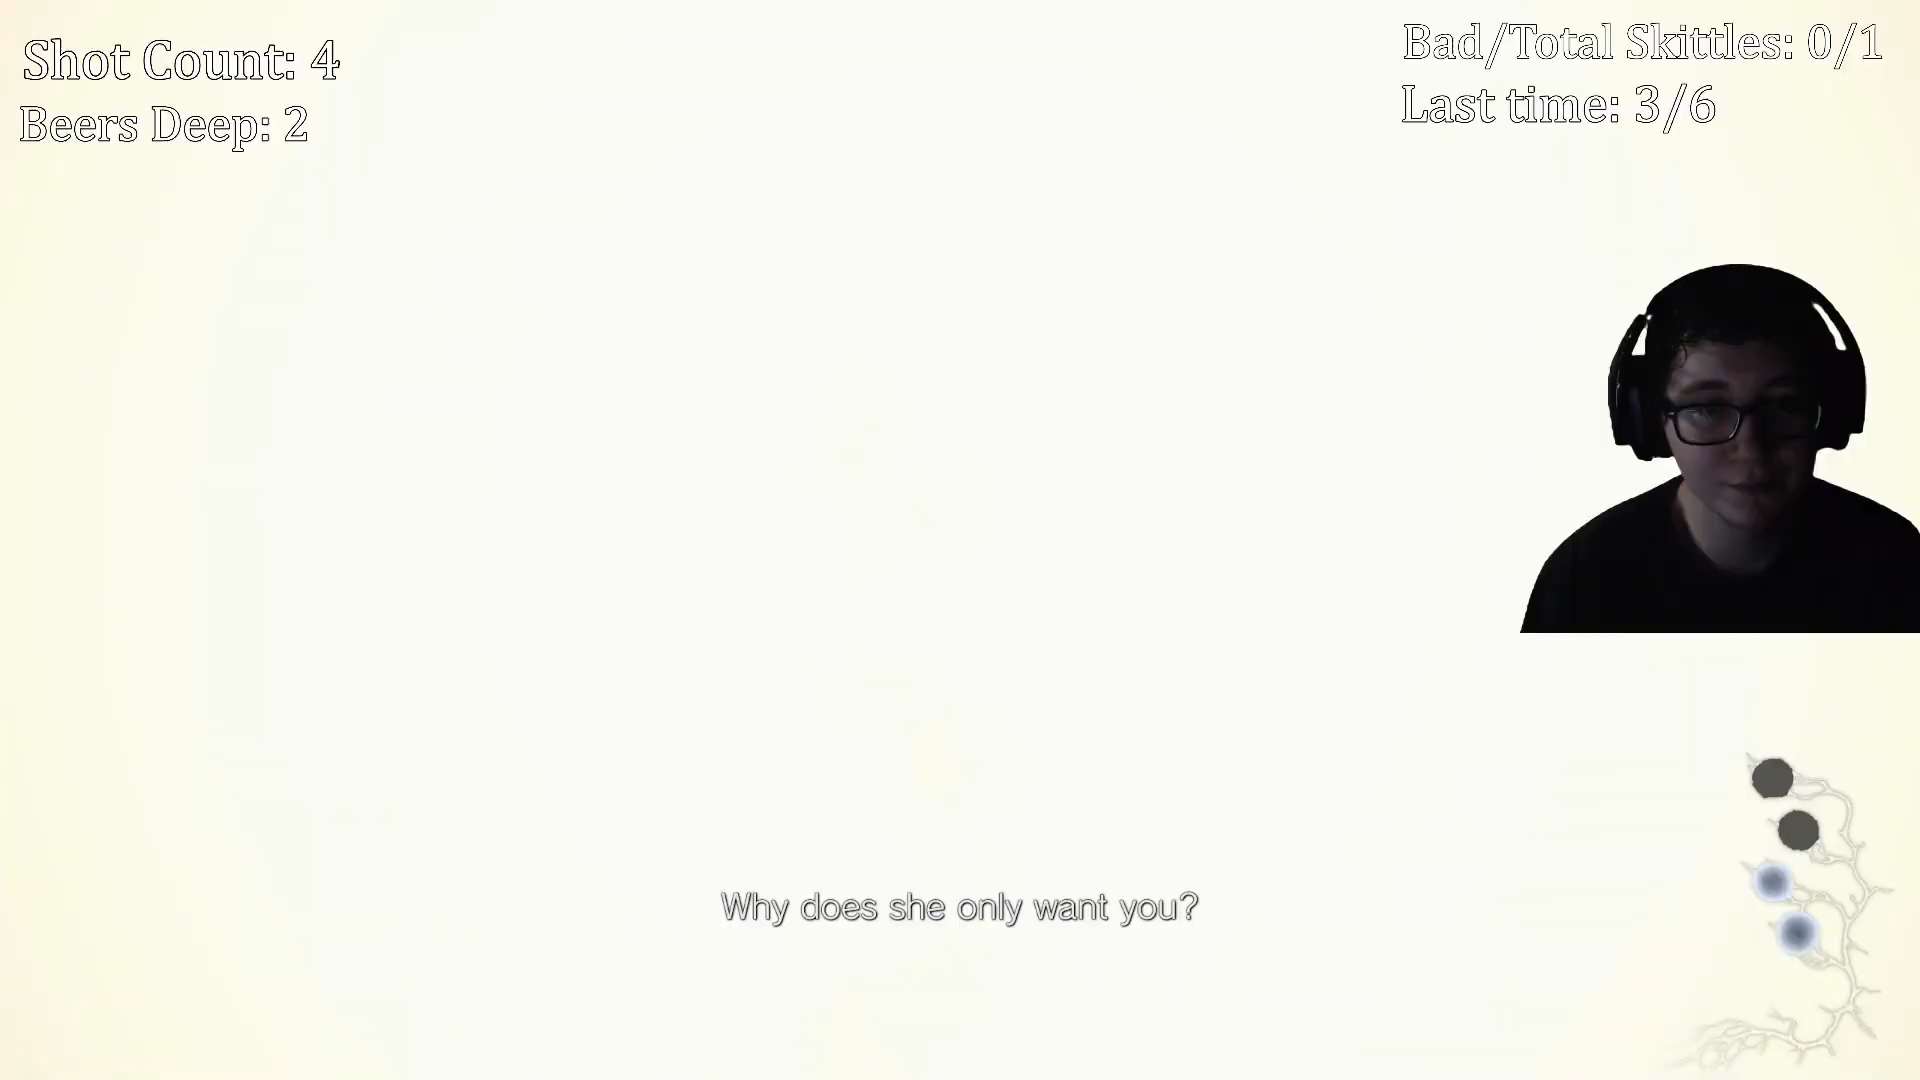 Shot Count: 4
Beers Deep: 2
Bad/Total Skittles: 0/1
Last time: 3/6
Why does she only want you?